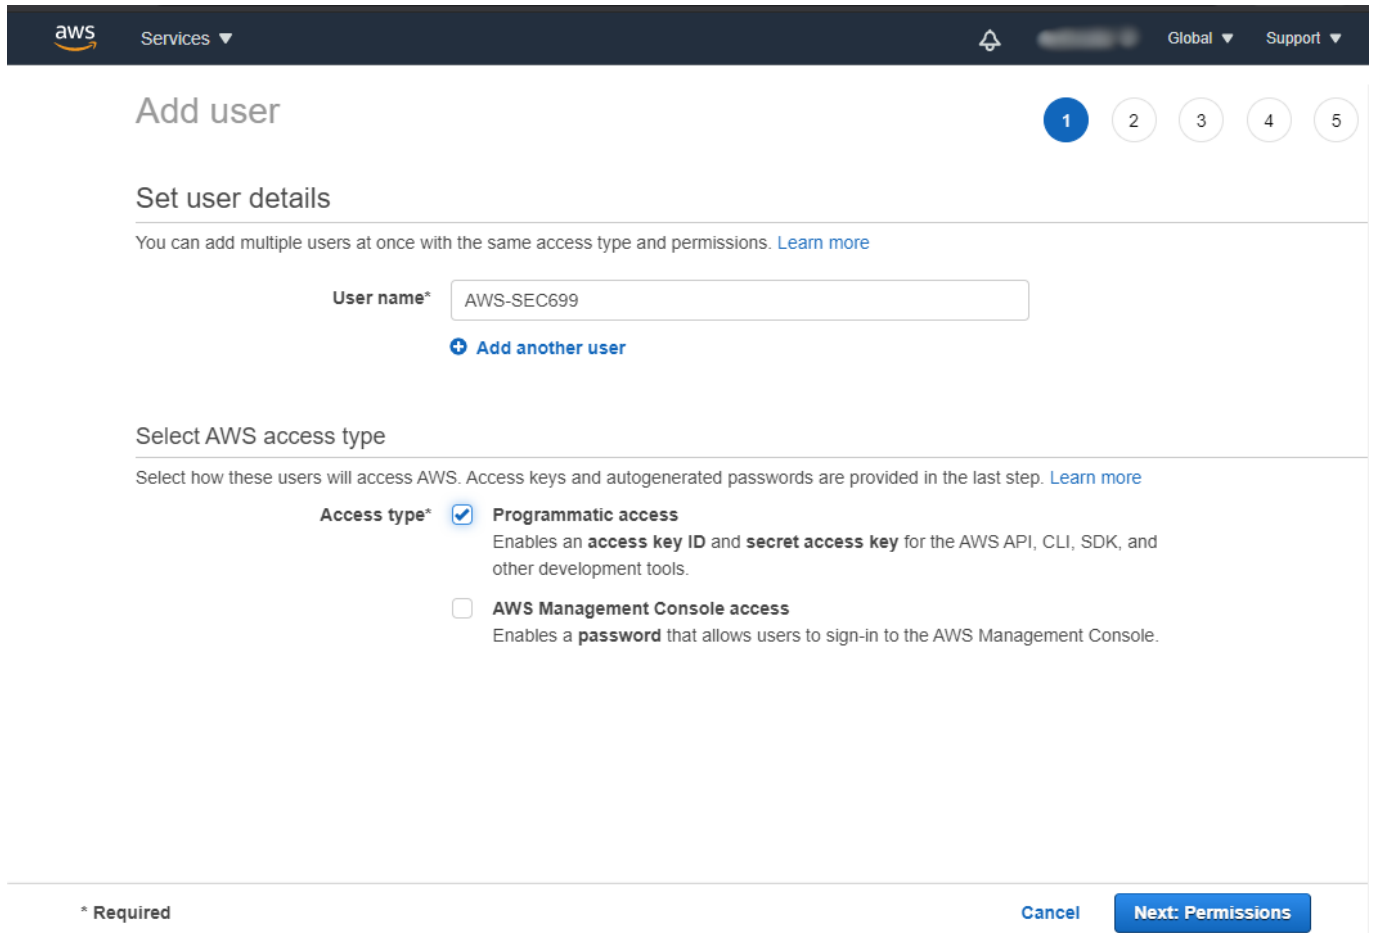 aws Services Global Support
Add user 1 2 3 4 5
Set user details
You can add multiple users at once with the same access type and permissions. Learn more
User name* AWS-SEC699
Add another user
Select AWS access type
Select how these users will access AWS. Access keys and autogenerated passwords are provided in the last step. Learn more
Access type* Programmatic access
Enables an access key ID and secret access key for the AWS API, CLI, SDK, and
other development tools.
AWS Management Console access
Enables a password that allows users to sign-in to the AWS Management Console.
* Required Cancel Next: Permissions